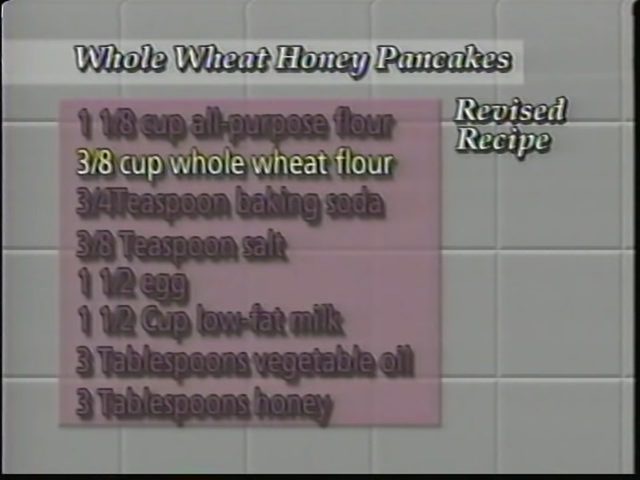 Whole Wheat Honey Pancakes
Revised
Recipe
1 1/8 cup all-purpose flour
3/8 cup whole wheat flour
3/4Teaspoon baking soda
3/8 Teaspoon salt
1 1/2 egg
1 1/2 Cup low-fat milk
3 Tablespoons vegetable oil
3 Tablespoons honey